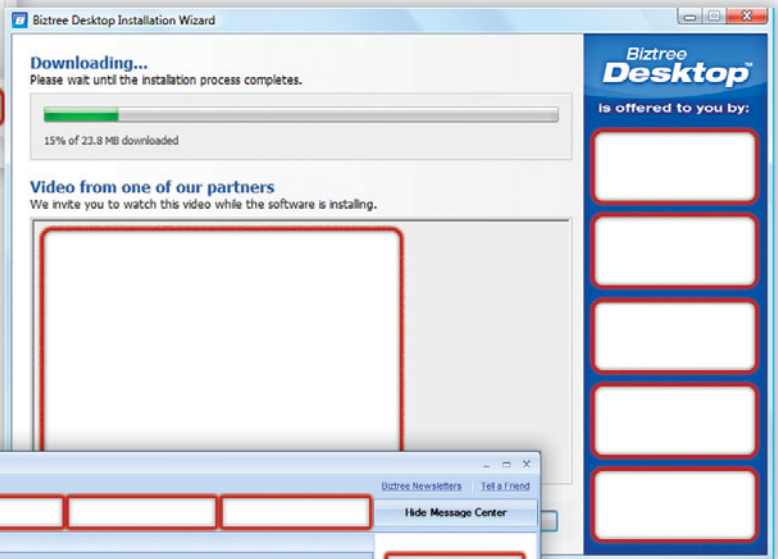 Biztree Desktop Installation Wizard
Downloading...
Please wait until the installation process completes.
15% of 23.8 MB downloaded
Video from one of our partners
We invite you to watch this video while the software is installing.
Biztree
Desktop™
is offered to you by:
Biztree Newsletters
Tell a Friend
Hide Message Center